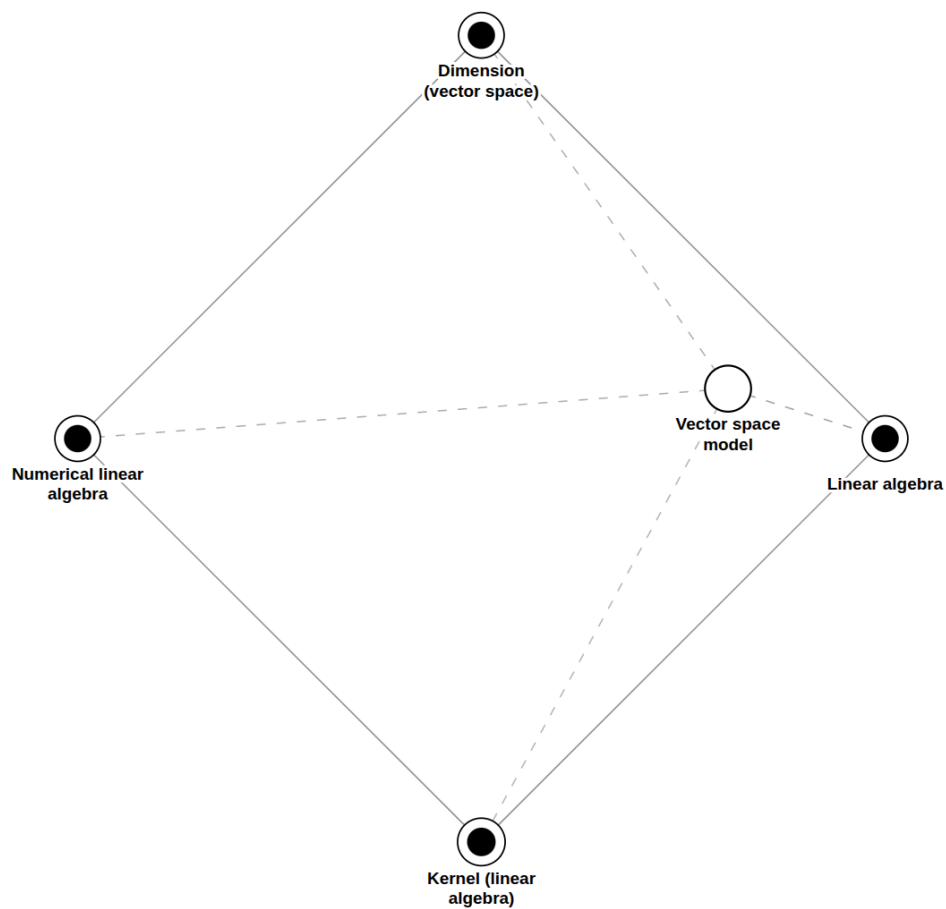 Dimension
(vector space)
Vector space
model
Numerical linear
algebra
Linear algebra
Kernel (linear
algebra)